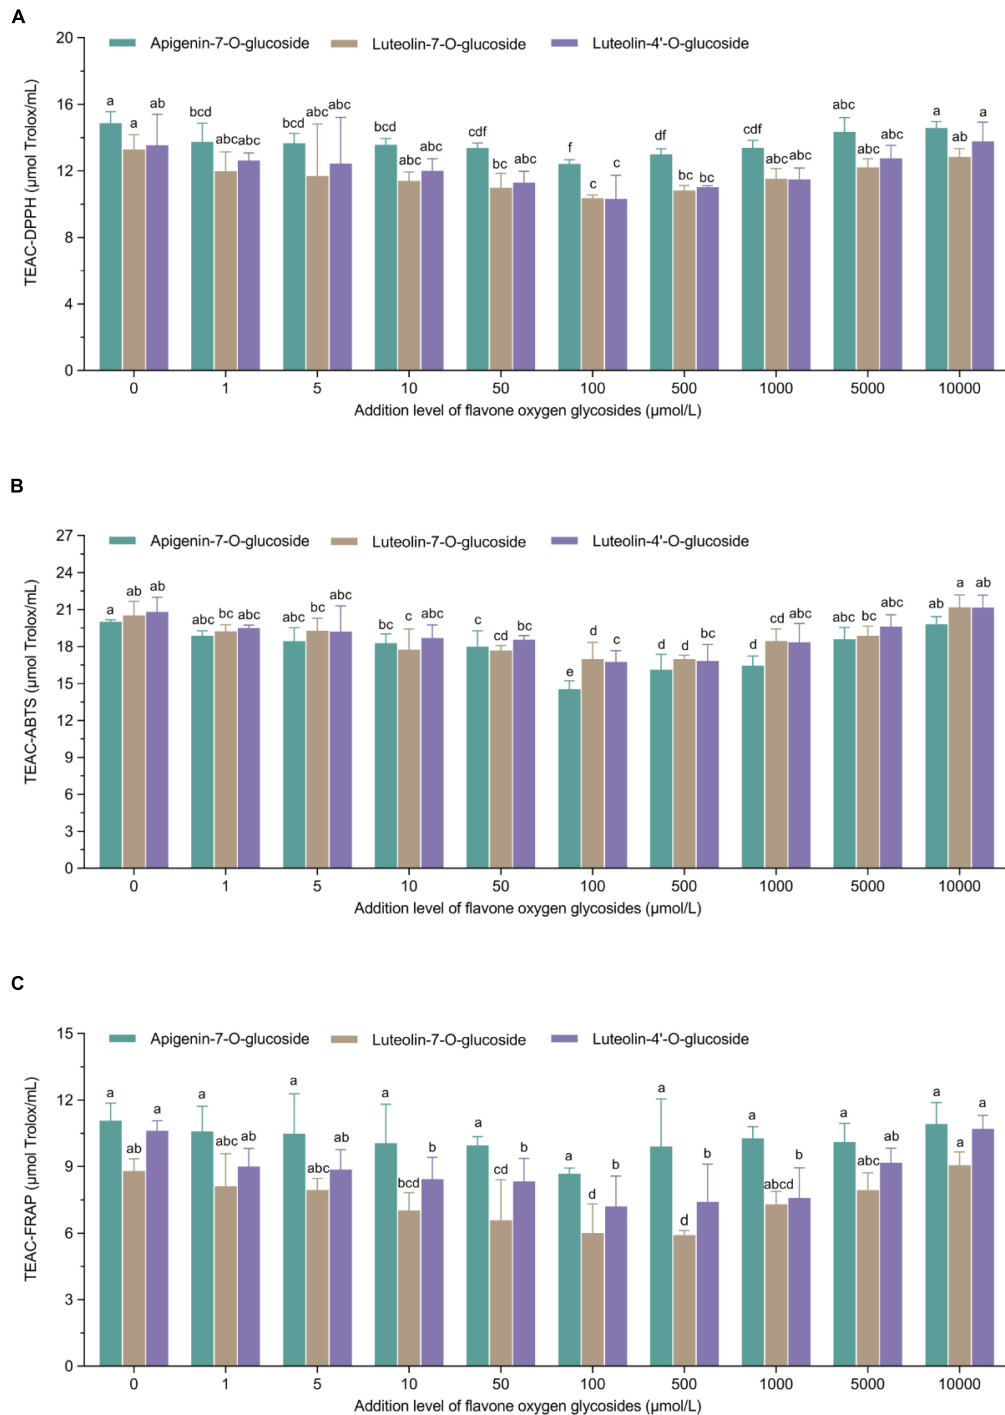 A
Apigenin-7-O-glucoside Luteolin-7-O-glucoside Luteolin-4'-O-glucoside
TEAC-DPPH (μmol Trolox/mL)
20
16
12
8
4
0
a a ab bcd abc abc bcd abc abc bcd abc abc cdf bc abc f c c df bc bc cdf abc abc abc abc abc a ab a
0 1 5 10 50 100 500 1000 5000 10000
Addition level of flavone oxygen glycosides (μmol/L)
B
Apigenin-7-O-glucoside Luteolin-7-O-glucoside Luteolin-4'-O-glucoside
TEAC-ABTS (μmol Trolox/mL)
27
24
21
18
15
12
9
6
3
0
a ab ab abc bc abc abc bc abc bc c abc c cd bc e d c d d bc d cd abc abc bc abc ab a ab
0 1 5 10 50 100 500 1000 5000 10000
Addition level of flavone oxygen glycosides (μmol/L)
C
Apigenin-7-O-glucoside Luteolin-7-O-glucoside Luteolin-4'-O-glucoside
TEAC-FRAP (μmol Trolox/mL)
15
12
9
6
3
0
a ab a a abc ab a abc ab a bcd b a cd b a d b a d b a abcd b a abc ab a a a
0 1 5 10 50 100 500 1000 5000 10000
Addition level of flavone oxygen glycosides (μmol/L)